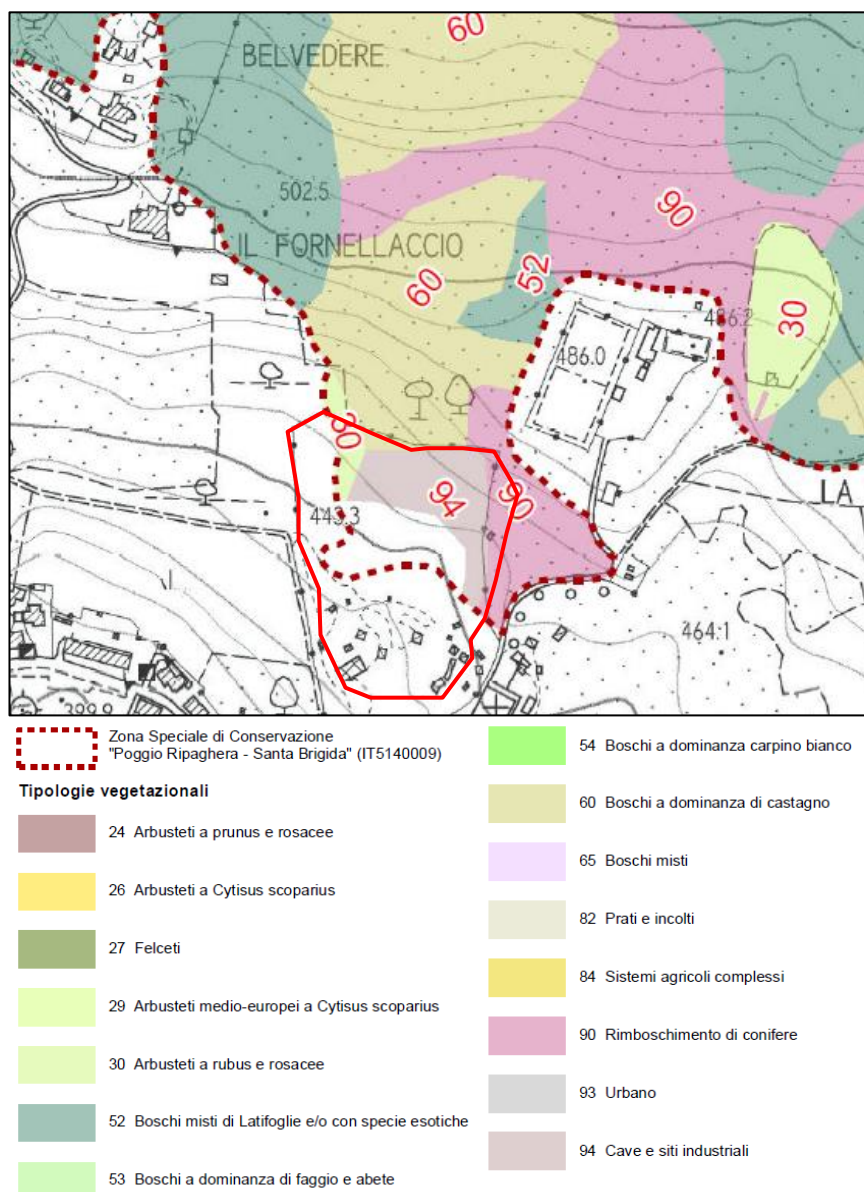 60
BELVEDERE
502.5
90
IL FORNELLACCIO
60
52
30
486.2
486.0
30
LA
94
90
443.3
464.1
399.9
Zona Speciale di Conservazione
"Poggio Ripaghera - Santa Brigida" (IT5140009)
Tipologie vegetazionali
24 Arbusteti a prunus e rosacee
26 Arbusteti a Cytisus scoparius
27 Felceti
29 Arbusteti medio-europei a Cytisus scoparius
30 Arbusteti a rubus e rosacee
52 Boschi misti di Latifoglie e/o con specie esotiche
53 Boschi a dominanza di faggio e abete
54 Boschi a dominanza carpino bianco
60 Boschi a dominanza di castagno
65 Boschi misti
82 Prati e incolti
84 Sistemi agricoli complessi
90 Rimboschimento di conifere
93 Urbano
94 Cave e siti industriali